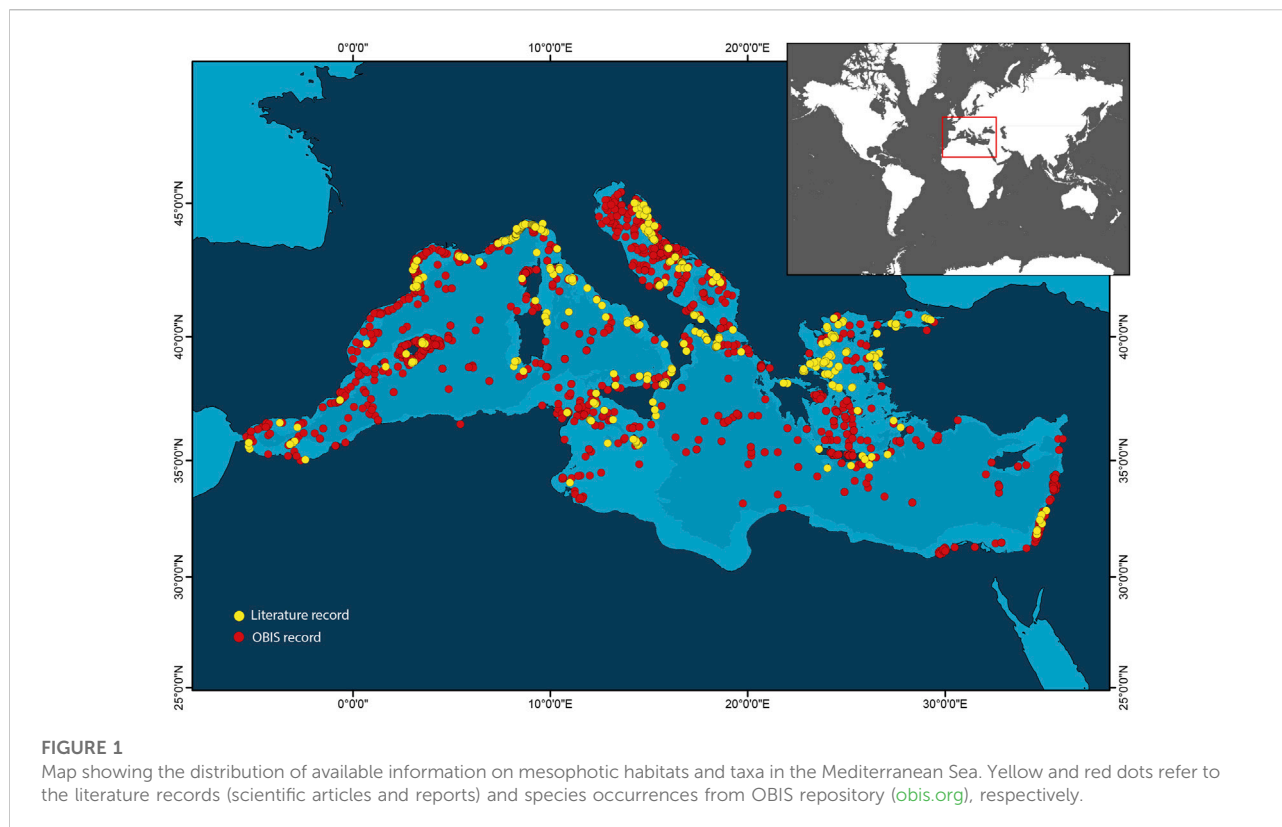 0°0'0" 10°0'0"E 20°0'0"E
45°0'0"N
40°0'0"N 40°0'0"N
35°0'0"N 35°0'0"N
30°0'0"N 30°0'0"N
25°0'0"N 25°0'0"N
Literature record
OBIS record
0°0'0" 10°0'0"E 20°0'0"E 30°0'0"E
FIGURE 1
Map showing the distribution of available information on mesophotic habitats and taxa in the Mediterranean Sea. Yellow and red dots refer to
the literature records (scientific articles and reports) and species occurrences from OBIS repository (obis.org), respectively.